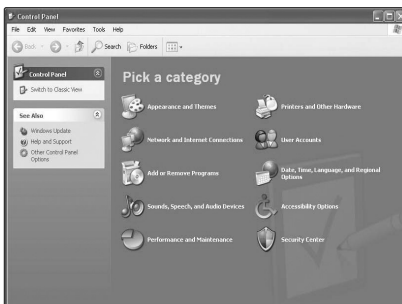 Control Panel
File Edit View Favorites Tools Help
Back Search Folders
Control Panel
Switch to Classic View
See Also
Windows Update
Help and Support
Other Control Panel
Options
Pick a category
Appearance and Themes
Printers and Other Hardware
Network and Internet Connections
User Accounts
Add or Remove Programs
Date, Time, Language, and Regional
Options
Sounds, Speech, and Audio Devices
Accessibility Options
Performance and Maintenance
Security Center